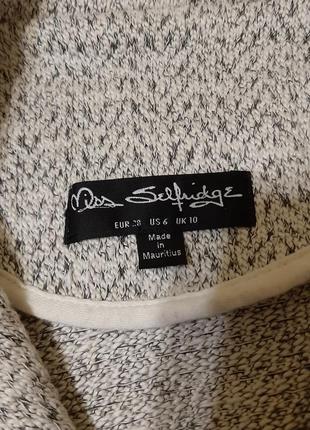 Miss Selfridge
EUR 38 US 6 UK 10
Made
in
Mauritius